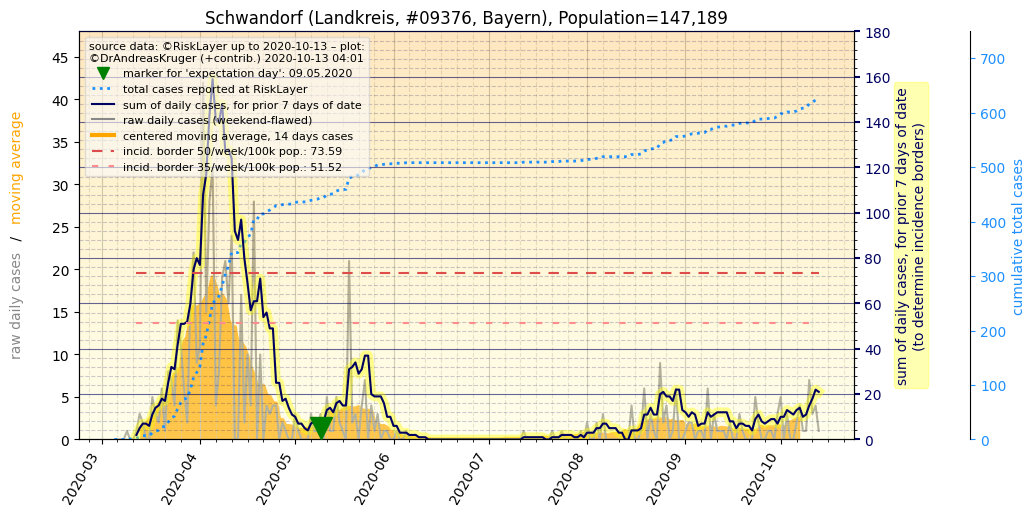 Schwandorf (Landkreis, #09376, Bayern), Population=147,189
source data: ©RiskLayer up to 2020-10-13 – plot:
©DrAndreasKruger (+contrib.) 2020-10-13 04:01
marker for 'expectation day': 09.05.2020
total cases reported at RiskLayer
sum of daily cases, for prior 7 days of date
raw daily cases (weekend-flawed)
centered moving average, 14 days cases
incid. border 50/week/100k pop.: 73.59
incid. border 35/week/100k pop.: 51.52
raw daily cases / moving average
45
40
35
30
25
20
15
10
5
0
180
160
140
120
100
80
60
40
20
0
sum of daily cases, for prior 7 days of date
(to determine incidence borders)
700
600
500
400
300
200
100
0
cumulative total cases
2020-03
2020-04
2020-05
2020-06
2020-07
2020-08
2020-09
2020-10